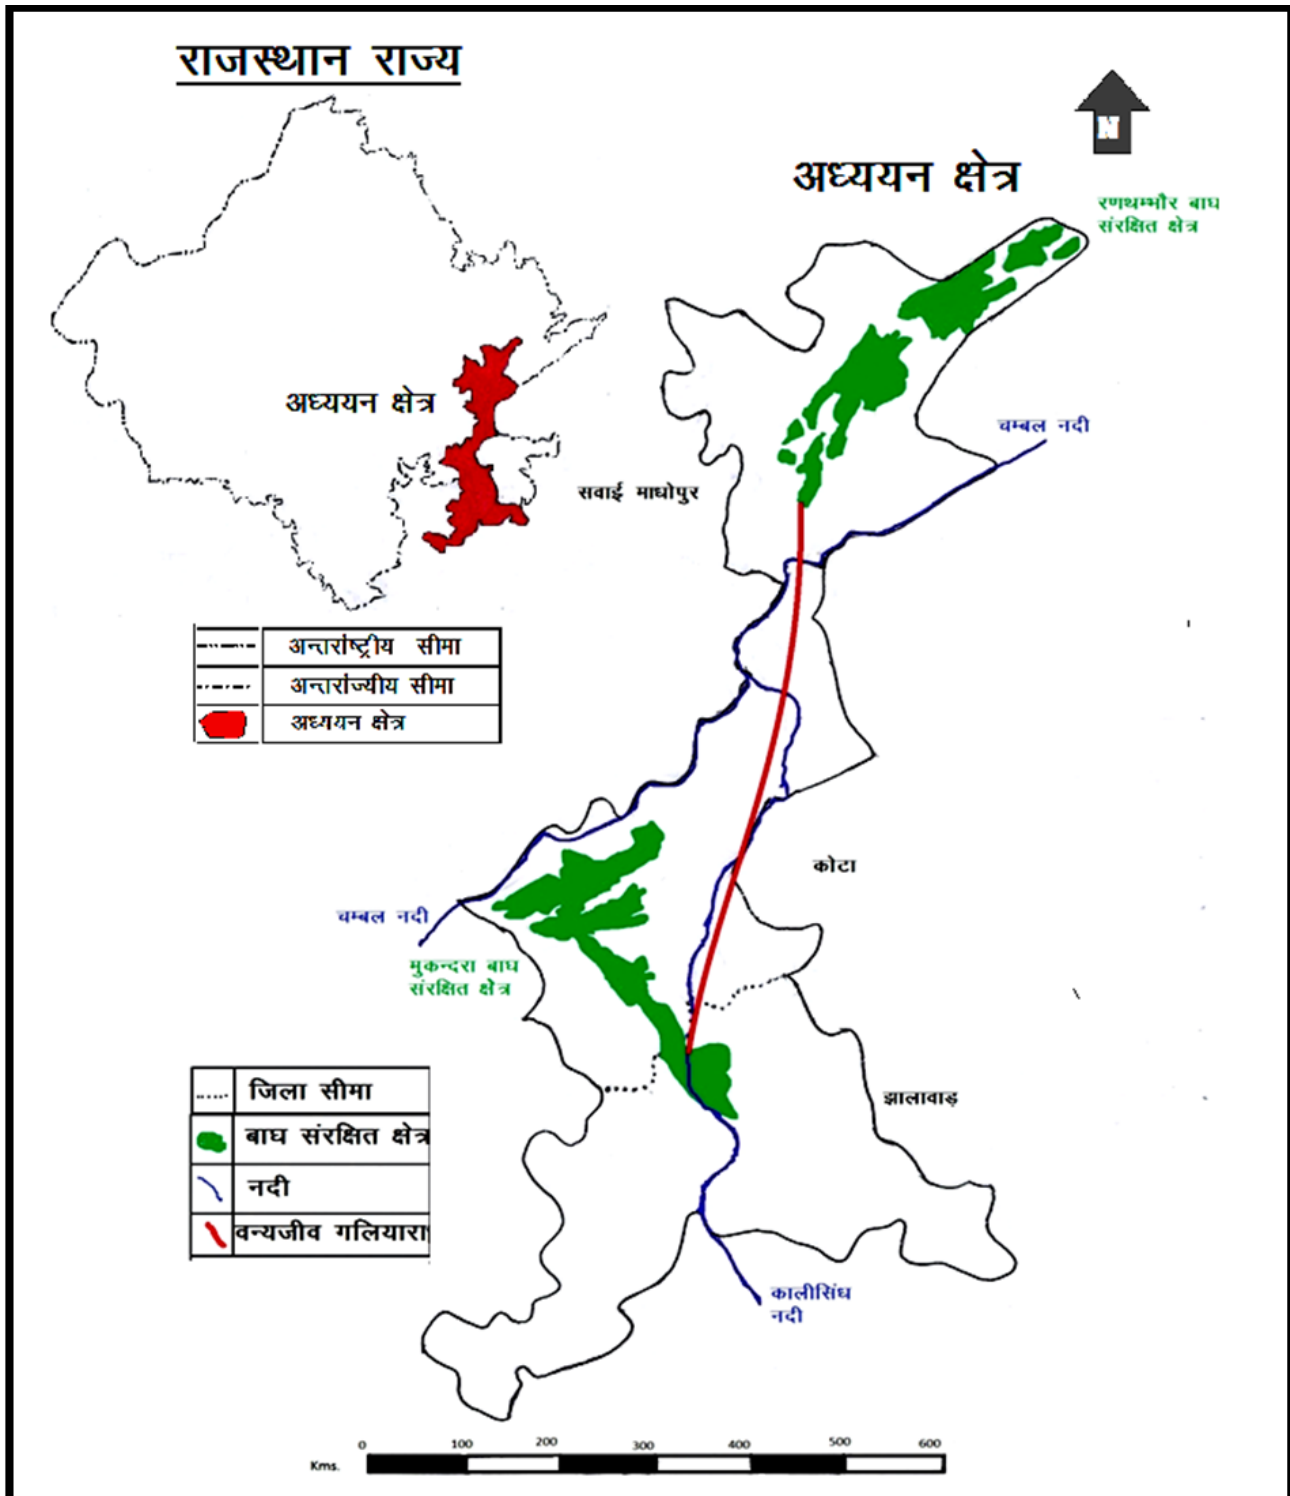 राजस्थान राज्य
N
अध्ययन क्षेत्र
रणथम्भौर बाघ
संरक्षित क्षेत्र
अध्ययन क्षेत्र
चम्बल नदी
सवाई माधोपुर
अन्तर्राष्ट्रीय सीमा
अन्तर्राज्यीय सीमा
अध्ययन क्षेत्र
कोटा
चम्बल नदी
मुकन्दरा बाघ
संरक्षित क्षेत्र
जिला सीमा
बाघ संरक्षित क्षेत्र
नदी
वन्यजीव गलियारा
झालावाड़
कालीसिंध
नदी
0 100 200 300 400 500 600
Kms.